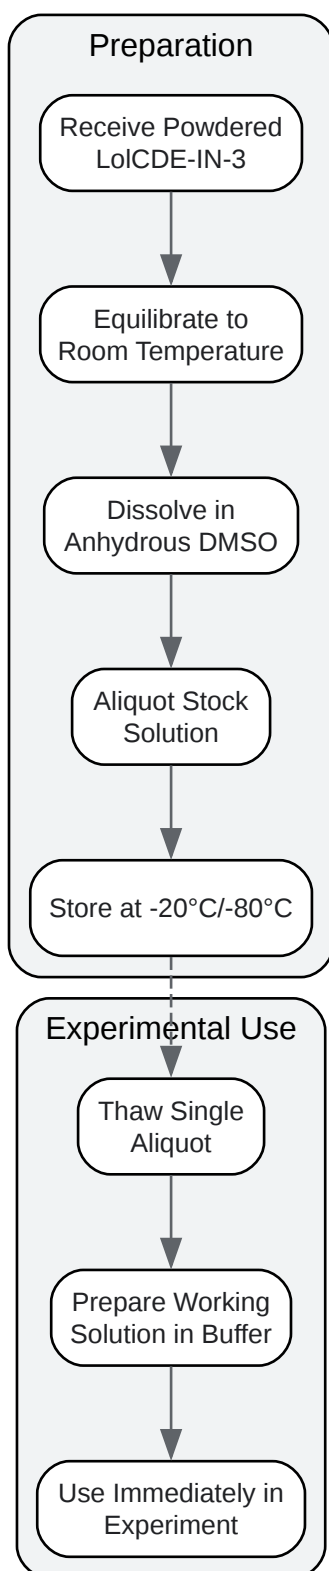 Preparation
Receive Powdered
LolCDE-IN-3
Equilibrate to
Room Temperature
Dissolve in
Anhydrous DMSO
Aliquot Stock
Solution
Store at -20°C/-80°C
Experimental Use
Thaw Single
Aliquot
Prepare Working
Solution in Buffer
Use Immediately in
Experiment